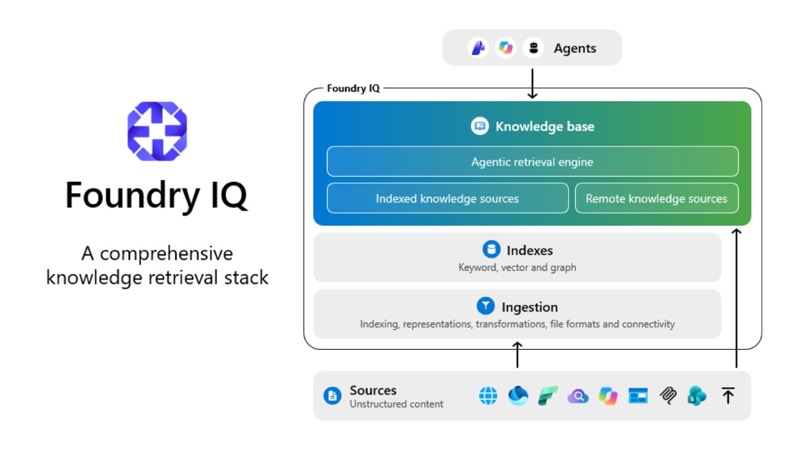 Agents
Foundry IQ
Knowledge base
Agentic retrieval engine
Indexed knowledge sources
Remote knowledge sources
Foundry IQ
A comprehensive
knowledge retrieval stack
Indexes
Keyword, vector and graph
Ingestion
Indexing, representations, transformations, file formats and connectivity
Sources
Unstructured content